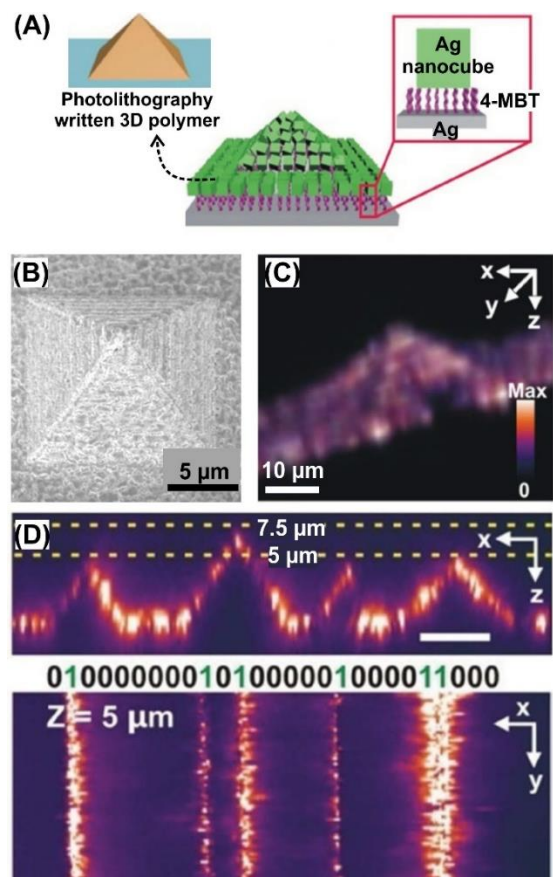 (A)
Photolithography
written 3D polymer
Ag
nanocube
4-MBT
Ag
(B)
5 µm
(C)
x
y
z
Max
0
10 µm
(D)
7.5 µm
5 µm
x
z
010000000101000001000011000
Z = 5 µm
x
y